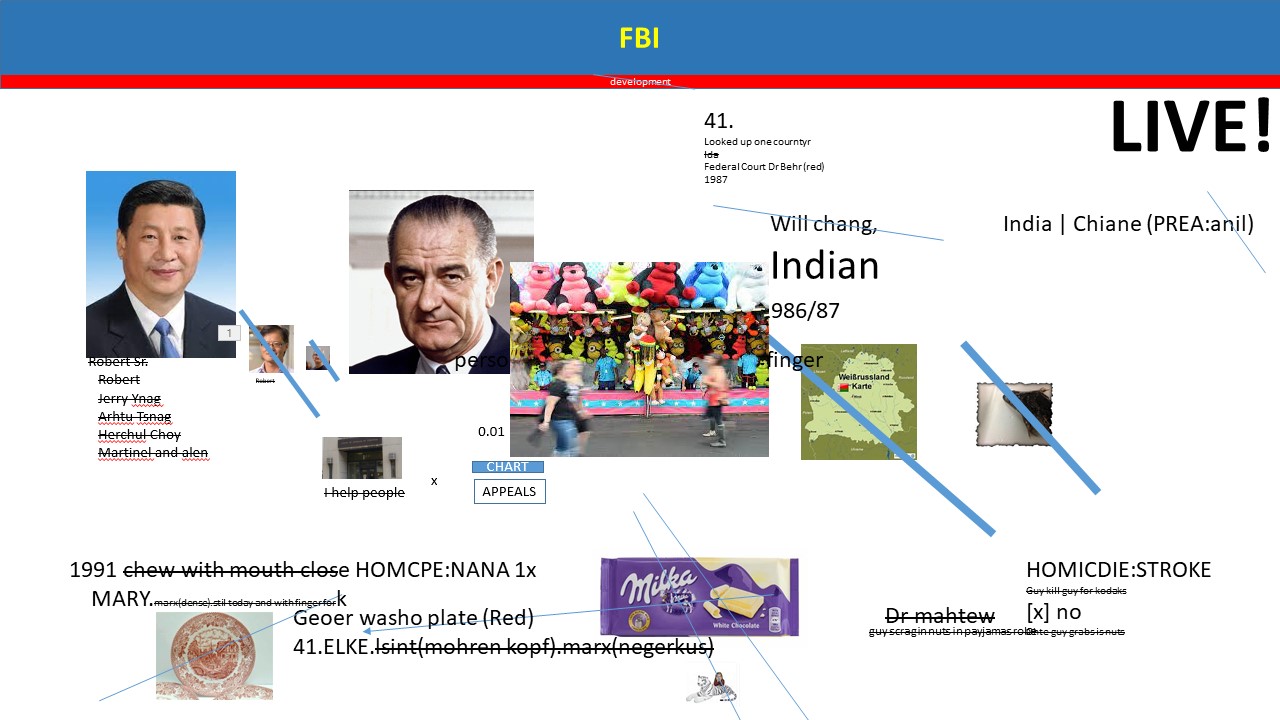 FBI
development
LIVE!
41.
Looked up one courntyr
Ida
Federal Court Dr Behr (red)
1987
Will chang,
India | Chiane (PREA:anil)
Indian
986/87
1
Robert Sr.
Robert
Robert
Jerry Ynag
Arhtu Tsnag
Herchul Choy
Martinel and alen
perso
finger
Weißrussland
Karte
0.01
CHART
x
APPEALS
I help people
1991 chew with mouth close HOMCPE:NANA 1x
MARY.marx(dense).stil today and with finger for k
Geoer washo plate (Red)
41.ELKE.lsint(mohren kopf).marx(negerkus)
Milka
White Chocolate
Dr mahtew
guy scrag in nuts in payjamas robe
HOMICDIE:STROKE
Guy kill guy for kodaks
[x] no
guy grabs is nuts